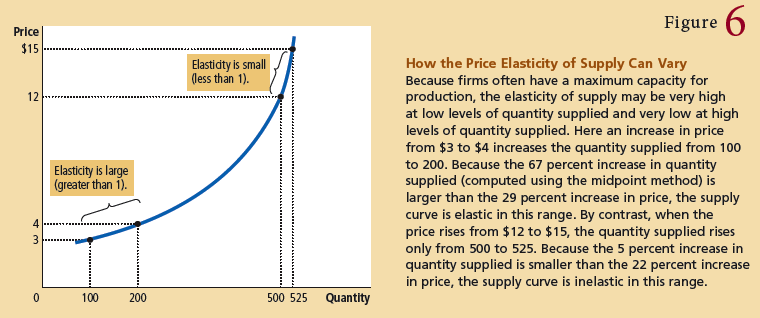 Price
$15
12
4
3
0
100
200
500 525
Quantity
Elasticity is small
(less than 1).
Elasticity is large
(greater than 1).
Figure 6
How the Price Elasticity of Supply Can Vary
Because firms often have a maximum capacity for
production, the elasticity of supply may be very high
at low levels of quantity supplied and very low at high
levels of quantity supplied. Here an increase in price
from $3 to $4 increases the quantity supplied from 100
to 200. Because the 67 percent increase in quantity
supplied (computed using the midpoint method) is
larger than the 29 percent increase in price, the supply
curve is elastic in this range. By contrast, when the
price rises from $12 to $15, the quantity supplied rises
only from 500 to 525. Because the 5 percent increase in
quantity supplied is smaller than the 22 percent increase
in price, the supply curve is inelastic in this range.